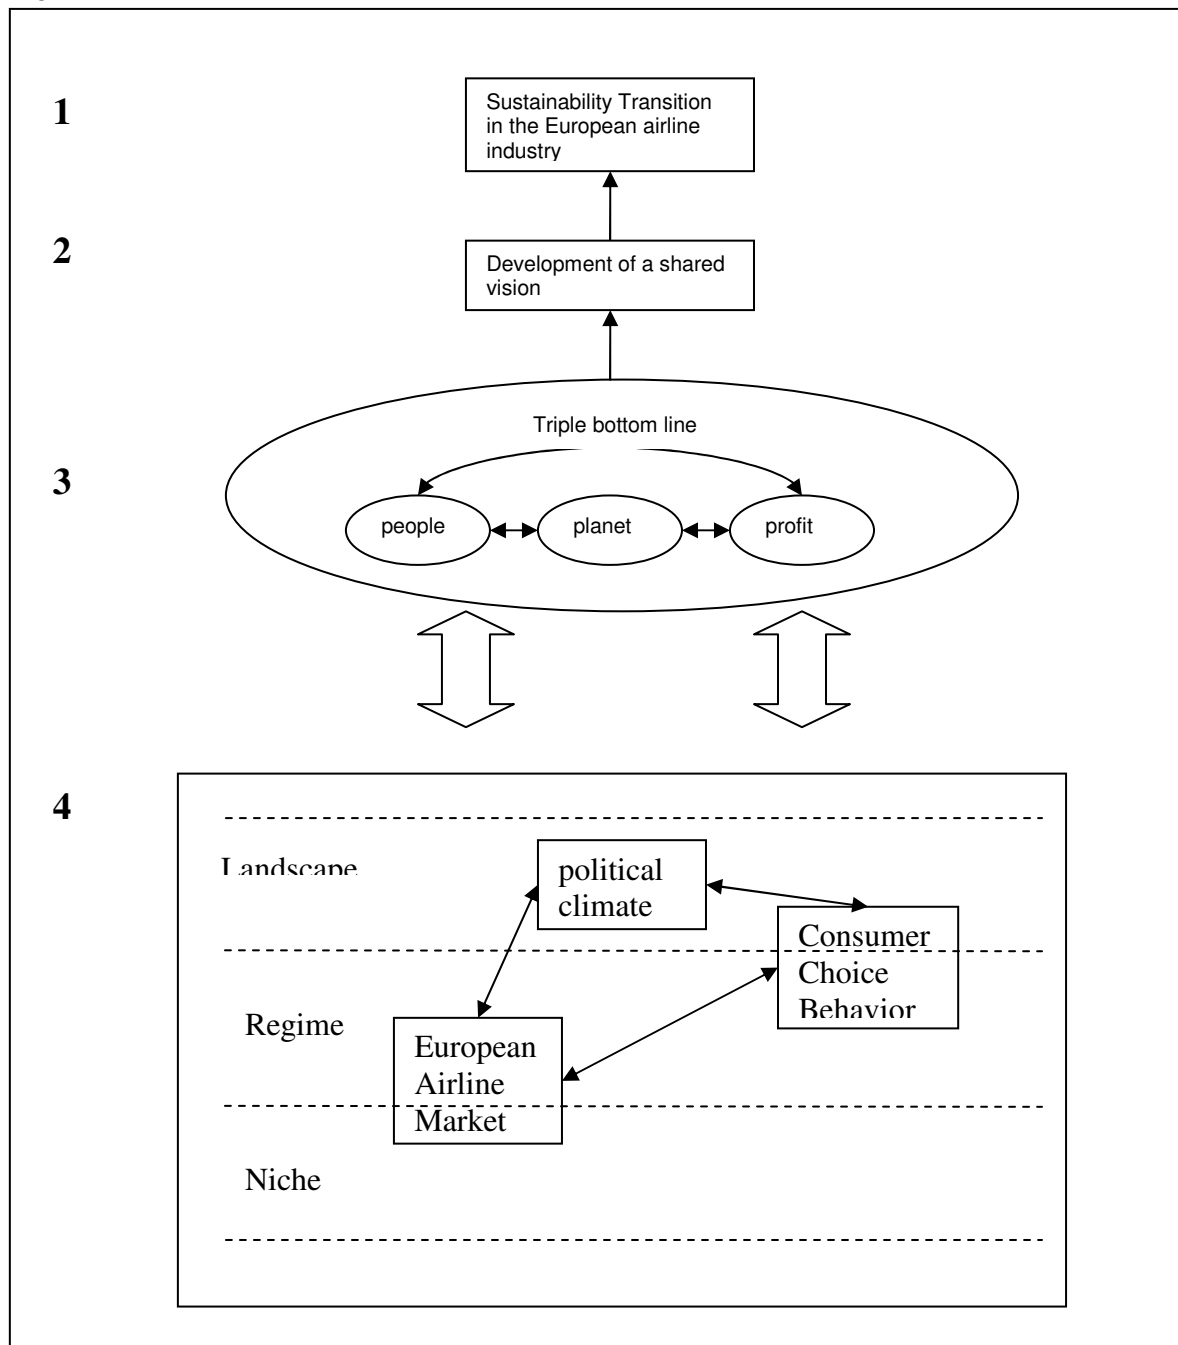 1
Sustainability Transition
in the European airline
industry
2
Development of a shared
vision
Triple bottom line
3
people
planet
profit
4
Landscape
political
climate
Consumer
Choice
Behavior
Regime
European
Airline
Market
Niche